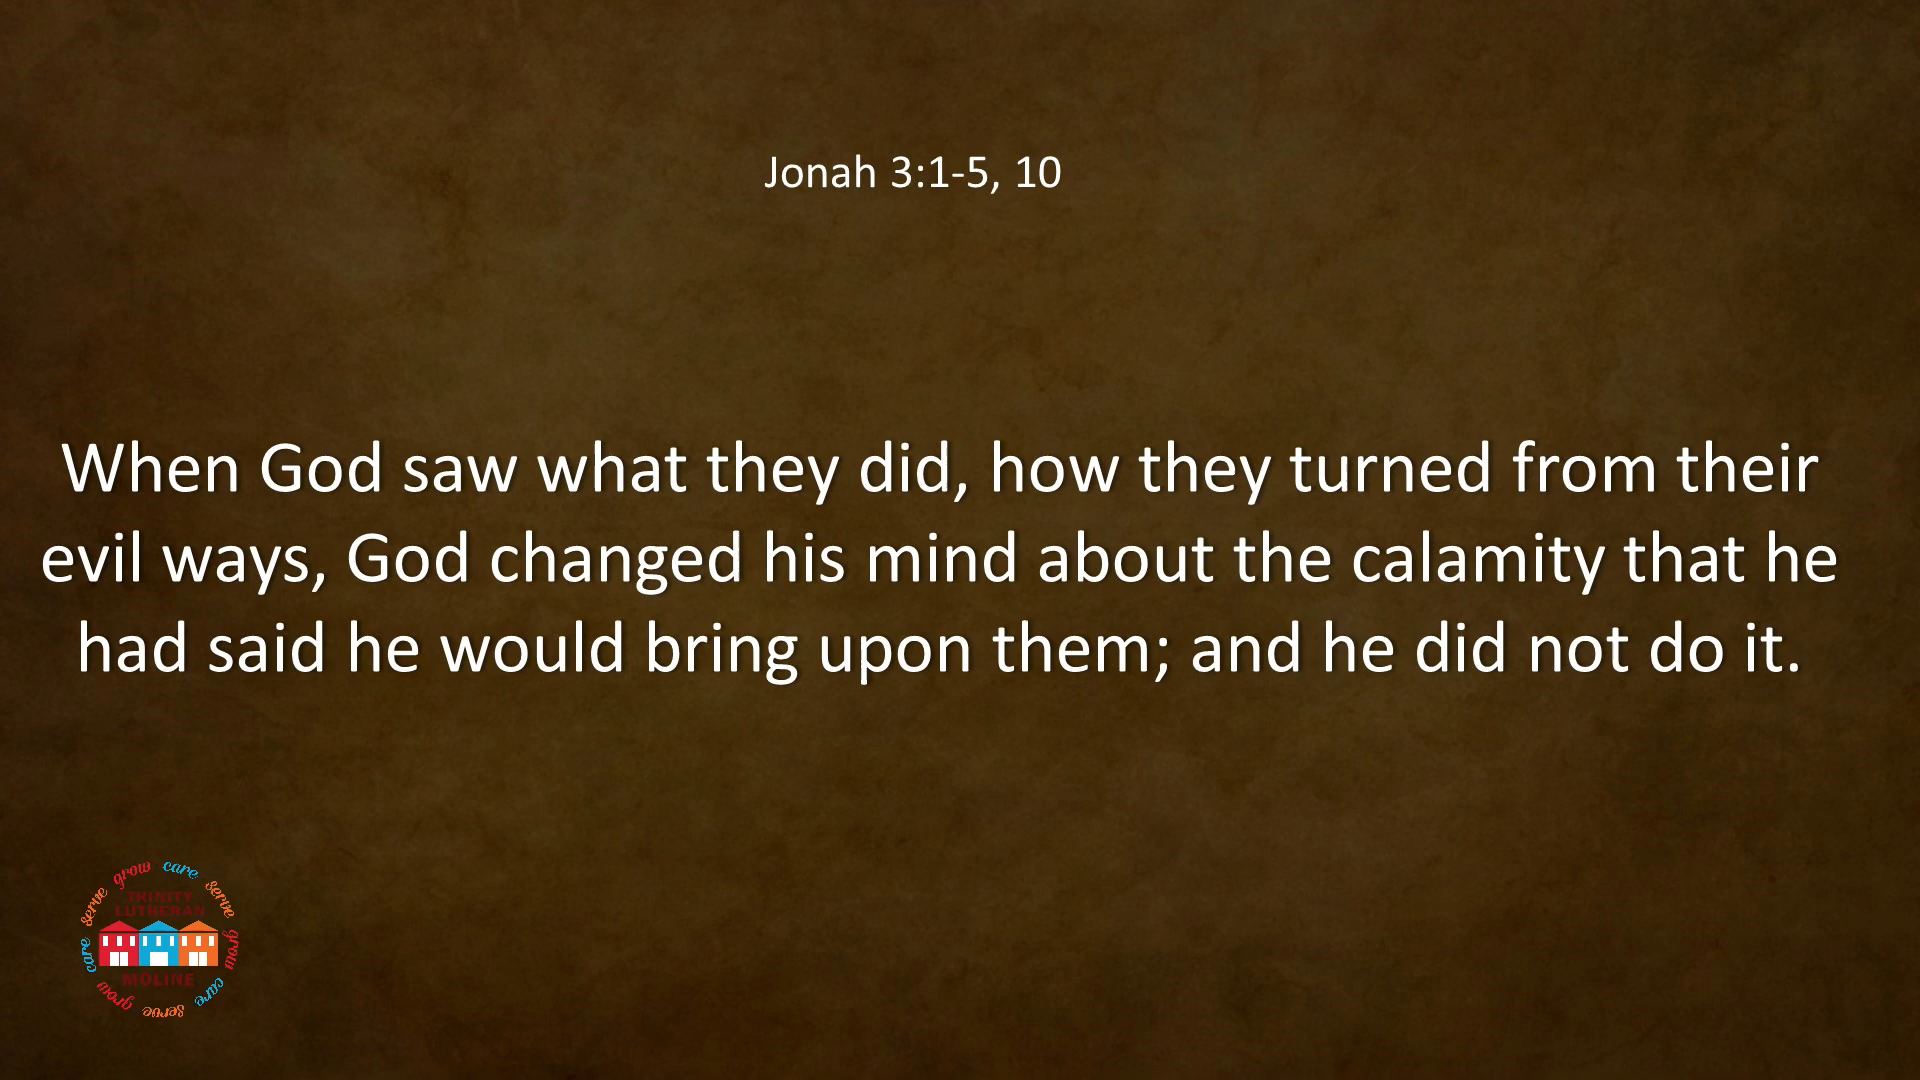 Jonah 3:1-5, 10
When God saw what they did, how they turned from their
evil ways, God changed his mind about the calamity that he
had said he would bring upon them; and he did not do it.
grow care serve grow care serve grow care serve
TRINITY
LUTHERAN
MOLINE